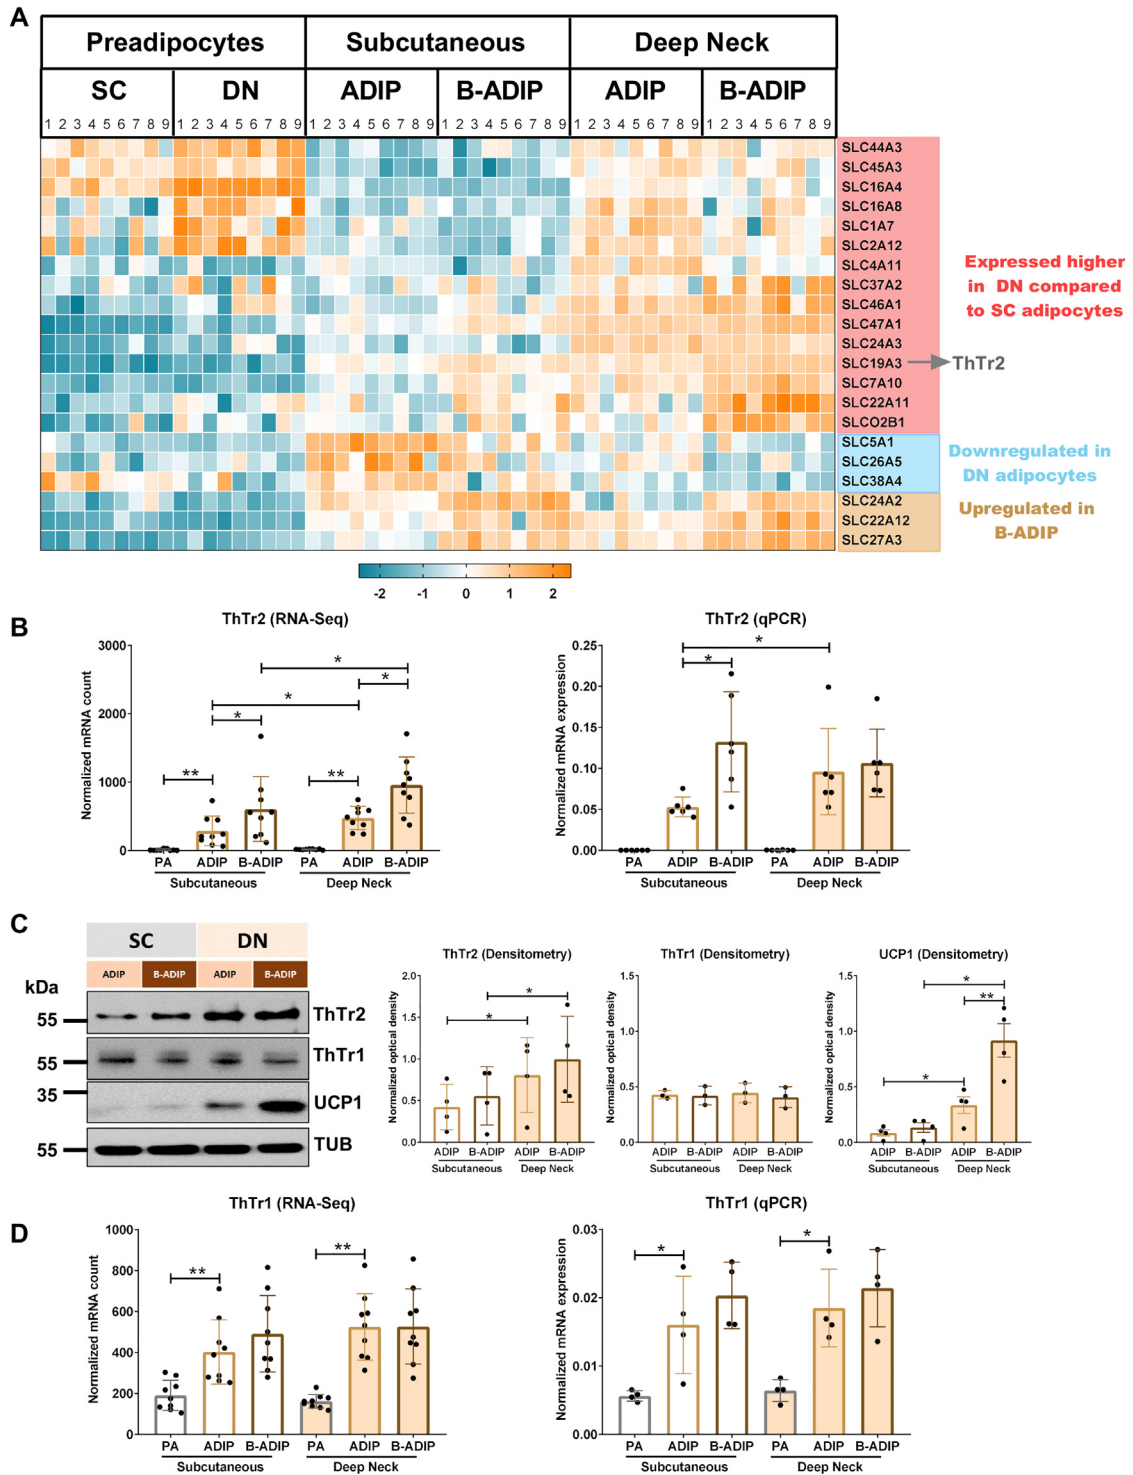 A
Preadipocytes Subcutaneous Deep Neck
SC DN ADIP B-ADIP ADIP B-ADIP
1 2 3 4 5 6 7 8 9 1 2 3 4 5 6 7 8 9 1 2 3 4 5 6 7 8 9 1 2 3 4 5 6 7 8 9 1 2 3 4 5 6 7 8 9 1 2 3 4 5 6 7 8 9
SLC44A3
SLC45A3
SLC16A4
SLC16A8
SLC1A7
SLC2A12
SLC4A11
SLC37A2
SLC46A1
SLC47A1
SLC24A3
SLC19A3
SLC7A10
SLC22A11
SLCO2B1
SLC5A1
SLC26A5
SLC38A4
SLC24A2
SLC22A12
SLC27A3
Expressed higher
in DN compared
to SC adipocytes
ThTr2
Downregulated in
DN adipocytes
Upregulated in
B-ADIP
-2 -1 0 1 2
B
ThTr2 (RNA-Seq)
Normalized mRNA count
3000
2000
1000
0
* * * * ** **
PA ADIP B-ADIP PA ADIP B-ADIP
Subcutaneous Deep Neck
ThTr2 (qPCR)
Normalized mRNA expression
0.25
0.20
0.15
0.10
0.05
0.00
* *
PA ADIP B-ADIP PA ADIP B-ADIP
Subcutaneous Deep Neck
C
SC DN
ADIP B-ADIP ADIP B-ADIP
kDa
55 ThTr2
55 ThTr1
35 UCP1
55 TUB
ThTr2 (Densitometry)
Normalized optical density
2.0
1.5
1.0
0.5
0.0
* *
ADIP B-ADIP ADIP B-ADIP
Subcutaneous Deep Neck
ThTr1 (Densitometry)
Normalized optical density
1.5
1.0
0.5
0.0
ADIP B-ADIP ADIP B-ADIP
Subcutaneous Deep Neck
UCP1 (Densitometry)
Normalized optical density
1.5
1.0
0.5
0.0
* ** *
ADIP B-ADIP ADIP B-ADIP
Subcutaneous Deep Neck
D
ThTr1 (RNA-Seq)
Normalized mRNA count
1000
800
600
400
200
0
** **
PA ADIP B-ADIP PA ADIP B-ADIP
Subcutaneous Deep Neck
ThTr1 (qPCR)
Normalized mRNA expression
0.03
0.02
0.01
0.00
* *
PA ADIP B-ADIP PA ADIP B-ADIP
Subcutaneous Deep Neck